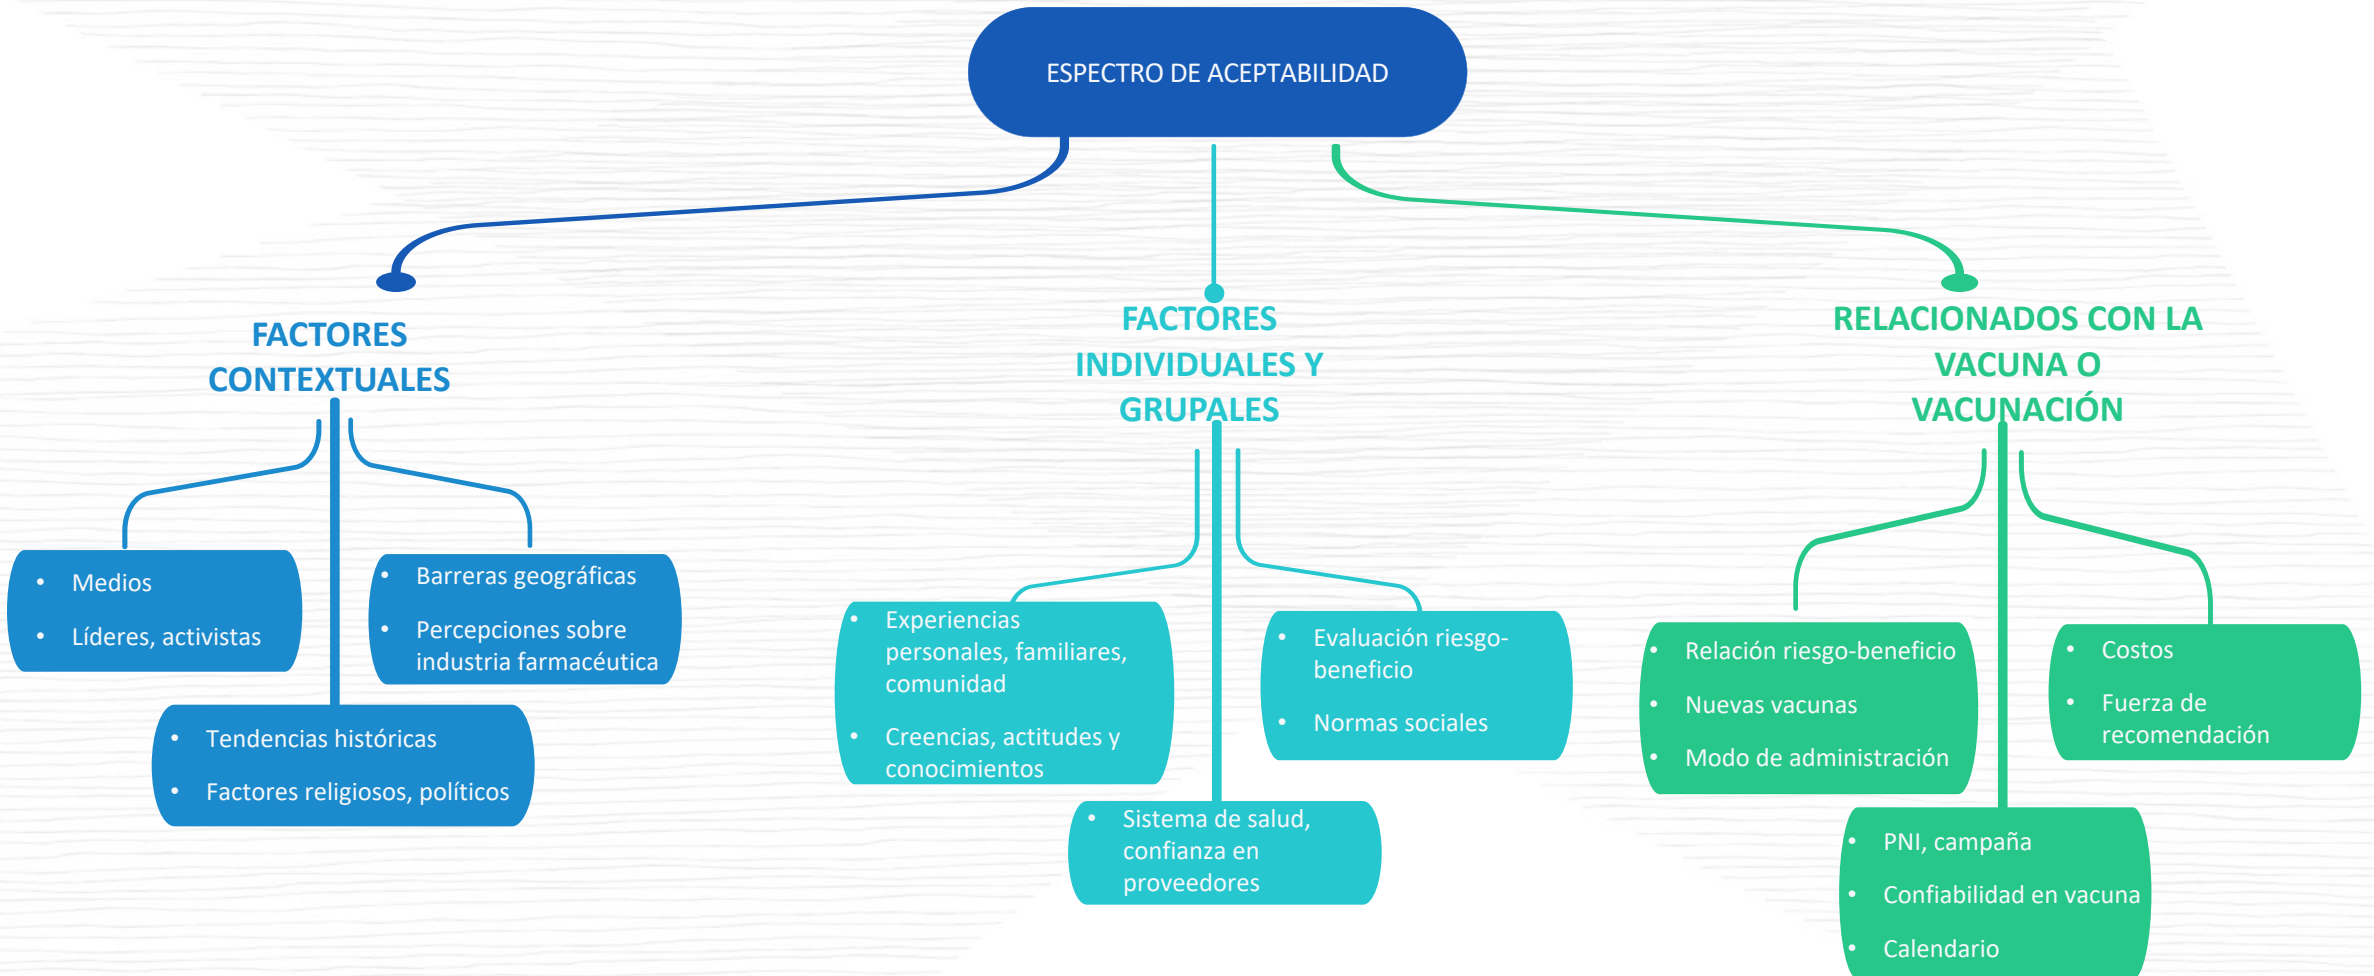 ESPECTRO DE ACEPTABILIDAD
FACTORES
CONTEXTUALES
• Medios
• Líderes, activistas
• Barreras geográficas
• Percepciones sobre
industria farmacéutica
• Tendencias históricas
• Factores religiosos, políticos
FACTORES
INDIVIDUALES Y
GRUPALES
• Experiencias
personales, familiares,
comunidad
• Creencias, actitudes y
conocimientos
• Evaluación riesgo-
beneficio
• Normas sociales
• Sistema de salud,
confianza en
proveedores
RELACIONADOS CON LA
VACUNA O
VACUNACIÓN
• Relación riesgo-beneficio
• Nuevas vacunas
• Modo de administración
• Costos
• Fuerza de
recomendación
• PNI, campaña
• Confiabilidad en vacuna
• Calendario